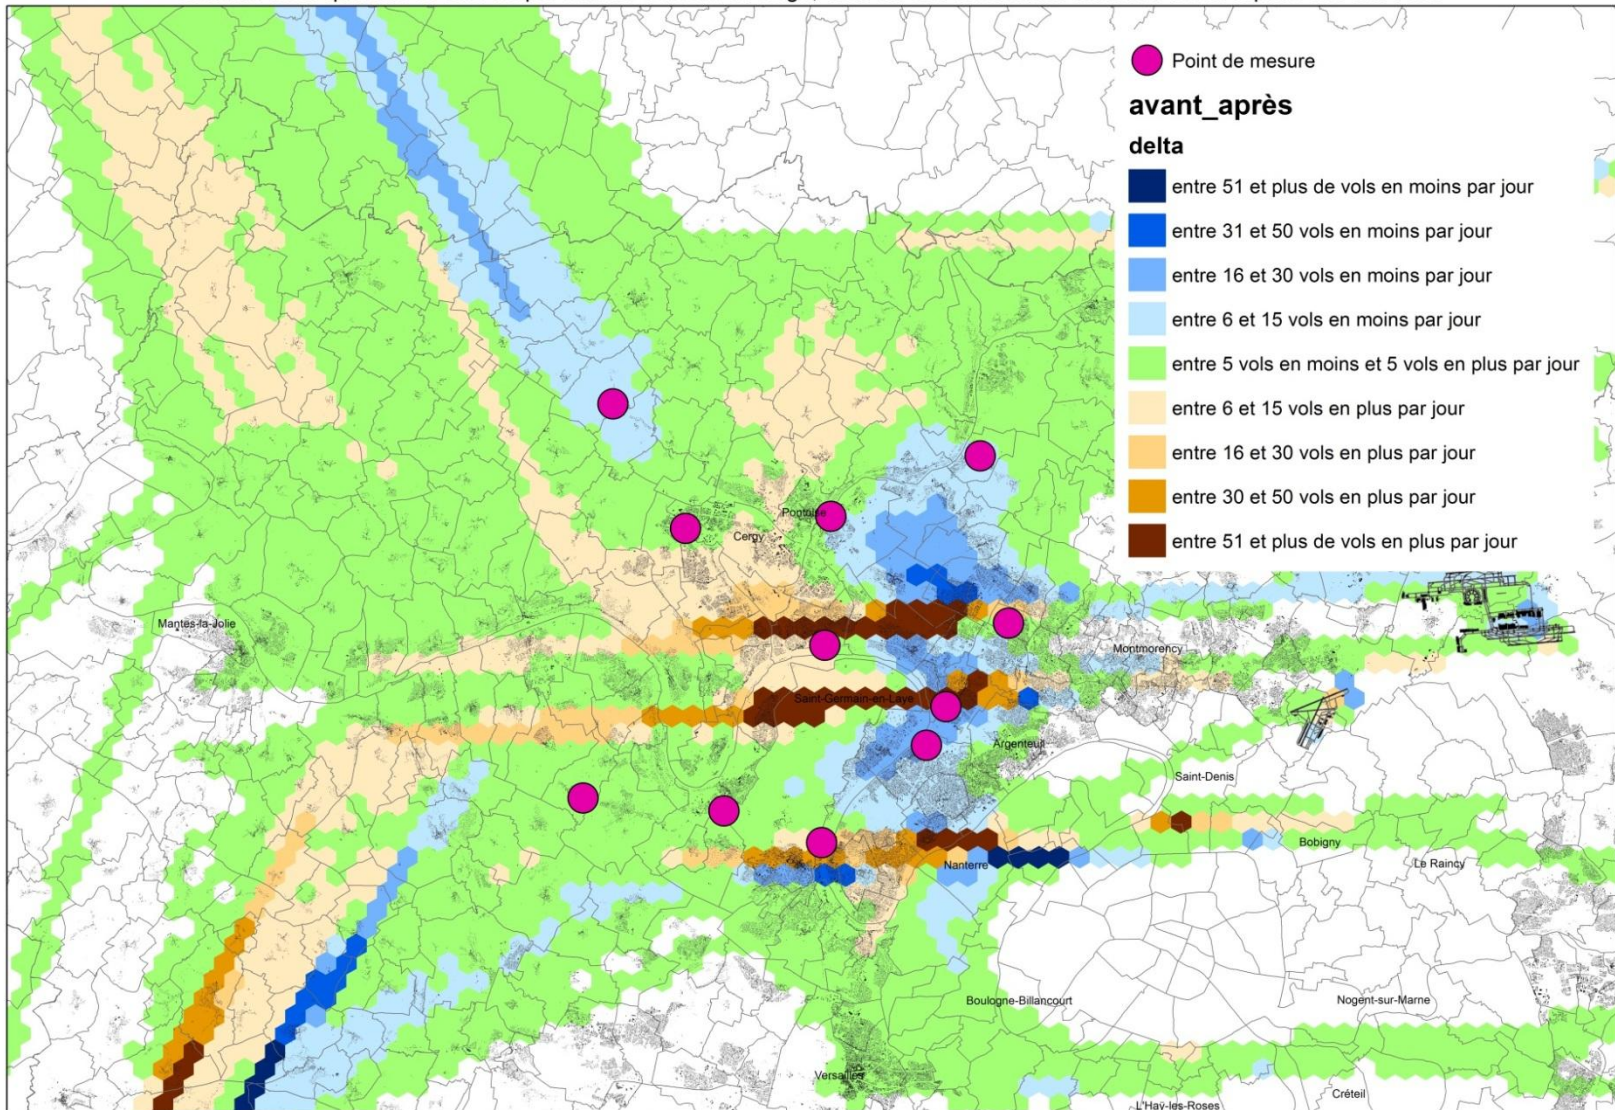 Point de mesure
avant_après
delta
entre 51 et plus de vols en moins par jour
entre 31 et 50 vols en moins par jour
entre 16 et 30 vols en moins par jour
entre 6 et 15 vols en moins par jour
entre 5 vols en moins et 5 vols en plus par jour
entre 6 et 15 vols en plus par jour
entre 16 et 30 vols en plus par jour
entre 30 et 50 vols en plus par jour
entre 51 et plus de vols en plus par jour
Pontoise
Cergy
Mantes-la-Jolie
Montmorency
Saint-Germain-en-Laye
Argenteuil
Saint-Denis
Bobigny
Nanterre
Le Raincy
Boulogne-Billancourt
Nogent-sur-Marne
Versailles
Créteil
L'Haÿ-les-Roses